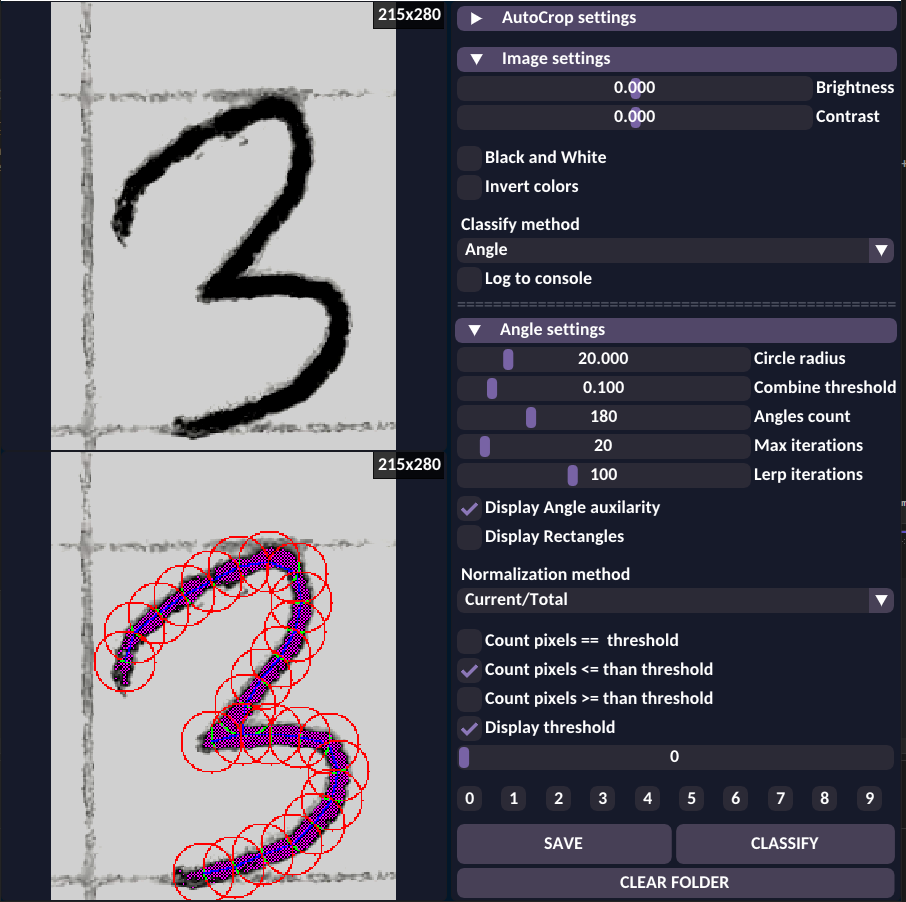 215x280
3
215x280
AutoCrop settings
Image settings
0.000 Brightness
0.000 Contrast
Black and White
Invert colors
Classify method
Angle
Log to console
================================================
Angle settings
20.000 Circle radius
0.100 Combine threshold
180 Angles count
20 Max iterations
100 Lerp iterations
Display Angle auxilarity
Display Rectangles
Normalization method
Current/Total
Count pixels ==  threshold
Count pixels <= than threshold
Count pixels >= than threshold
Display threshold
0
0 1 2 3 4 5 6 7 8 9
SAVE CLASSIFY
CLEAR FOLDER